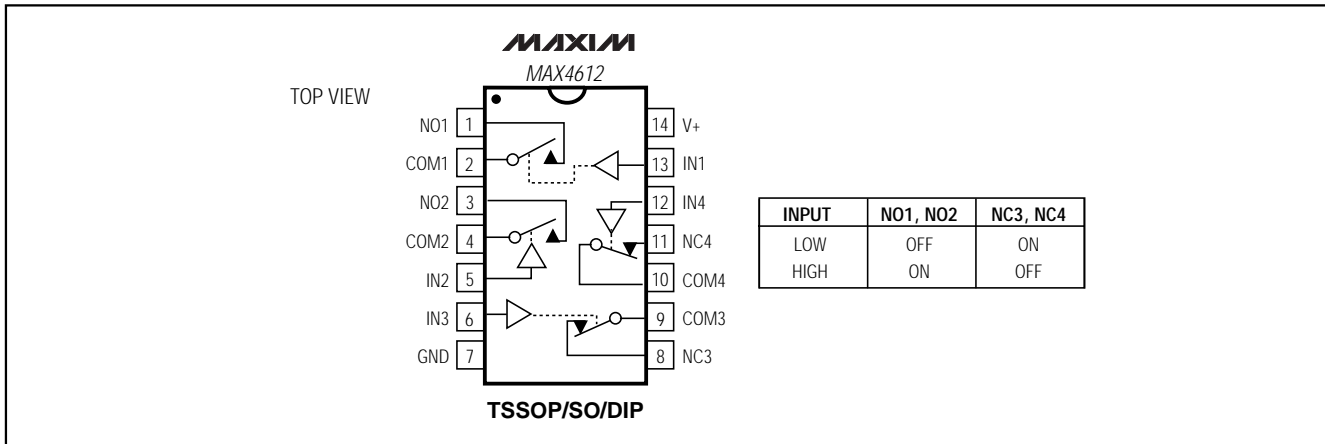 MAXIM
MAX4612
TOP VIEW
NO1 1 14 V+
COM1 2 13 IN1
NO2 3 12 IN4
COM2 4 11 NC4
IN2 5 10 COM4
IN3 6 9 COM3
GND 7 8 NC3
TSSOP/SO/DIP
INPUT NO1, NO2 NC3, NC4
LOW OFF ON
HIGH ON OFF